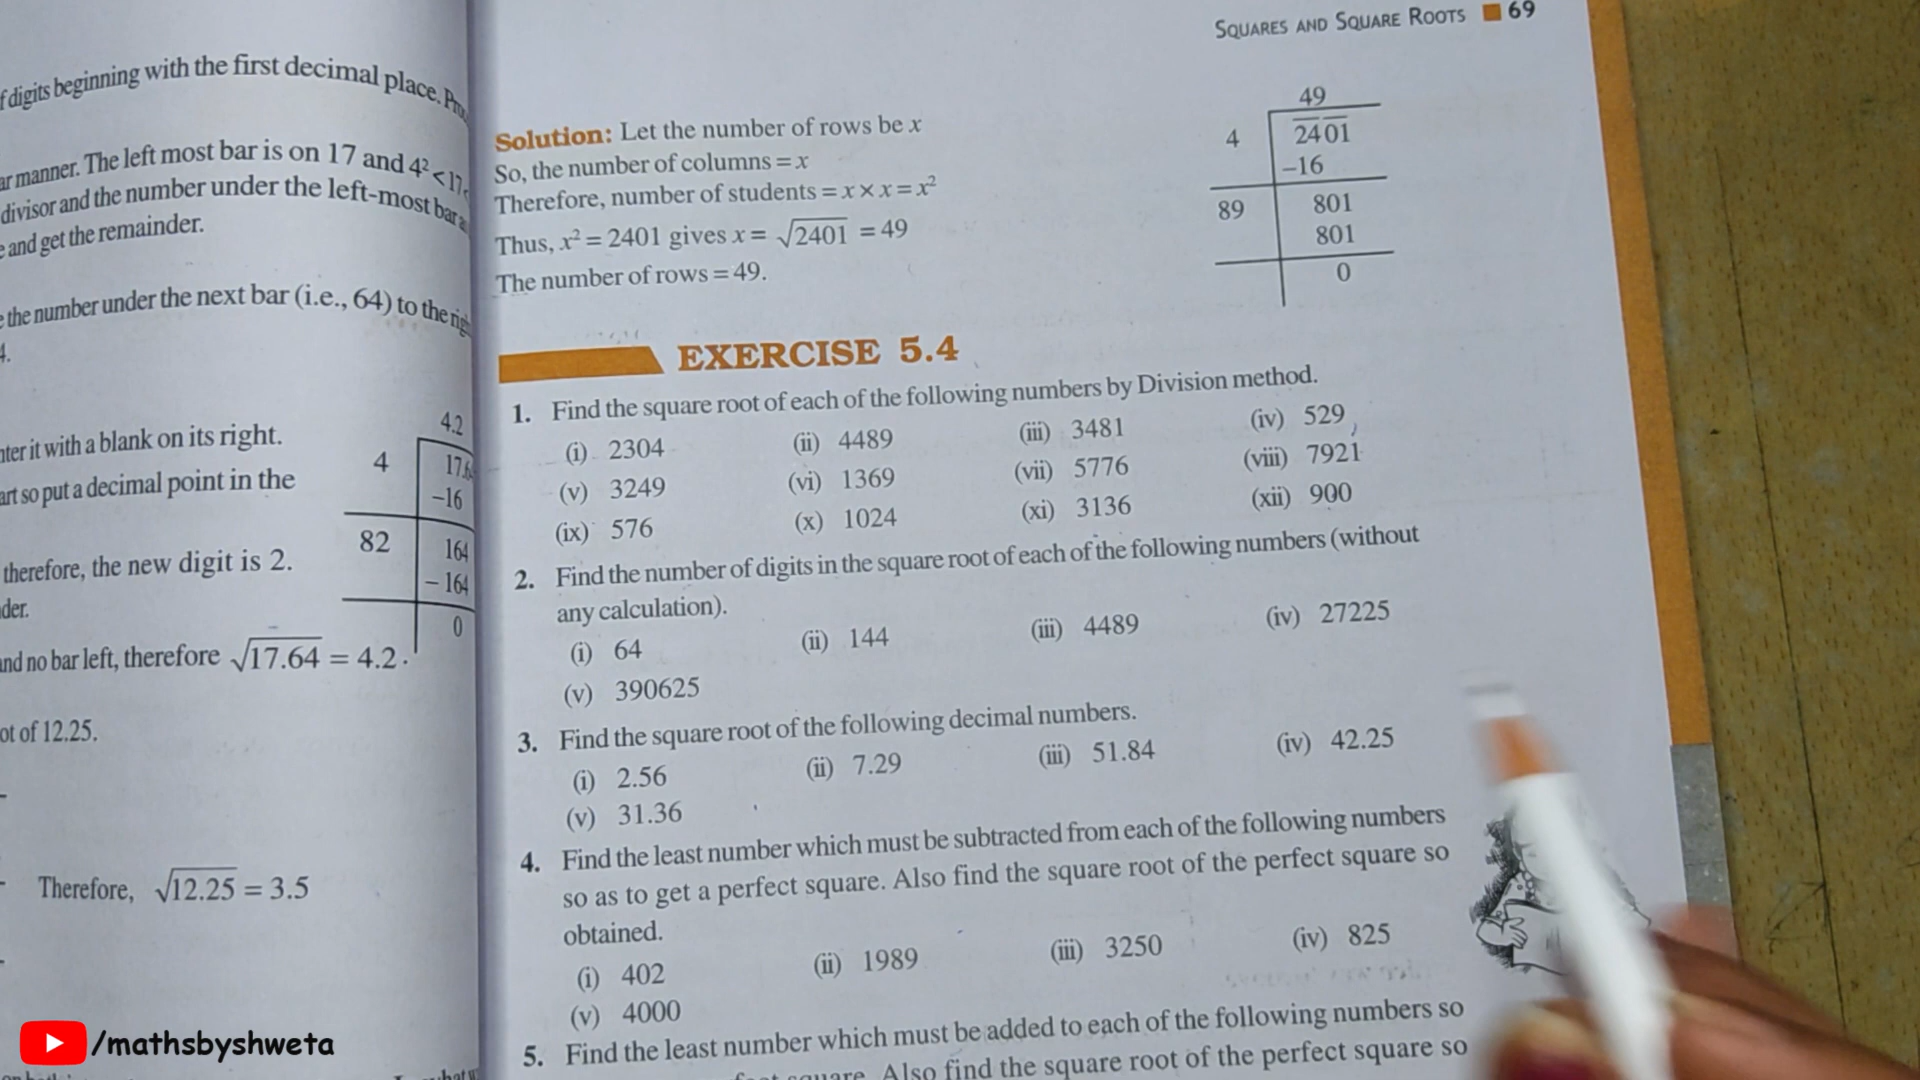 f digits beginning with the first decimal place.
ar manner. The left most bar is on 17 and 4² < 17.
divisor and the number under the left-most bar
e and get the remainder.
e the number under the next bar (i.e., 64) to the
4.
nter it with a blank on its right.
art so put a decimal point in the
therefore, the new digit is 2.
der.
and no bar left, therefore √17.64 = 4.2.
4.2
4 17.6
–16
82 164
– 164
0
ot of 12.25.
Therefore, √12.25 = 3.5
SQUARES AND SQUARE ROOTS 69
Solution: Let the number of rows be x
So, the number of columns = x
Therefore, number of students = x × x = x²
Thus, x² = 2401 gives x = √2401 = 49
The number of rows = 49.
49
4 2401
–16
89 801
801
0
EXERCISE 5.4
1. Find the square root of each of the following numbers by Division method.
(i) 2304 (ii) 4489 (iii) 3481 (iv) 529
(v) 3249 (vi) 1369 (vii) 5776 (viii) 7921
(ix) 576 (x) 1024 (xi) 3136 (xii) 900
2. Find the number of digits in the square root of each of the following numbers (without
any calculation).
(i) 64 (ii) 144 (iii) 4489 (iv) 27225
(v) 390625
3. Find the square root of the following decimal numbers.
(i) 2.56 (ii) 7.29 (iii) 51.84 (iv) 42.25
(v) 31.36
4. Find the least number which must be subtracted from each of the following numbers
so as to get a perfect square. Also find the square root of the perfect square so
obtained.
(i) 402 (ii) 1989 (iii) 3250 (iv) 825
(v) 4000
5. Find the least number which must be added to each of the following numbers so
square. Also find the square root of the perfect square so
/mathsbyshweta